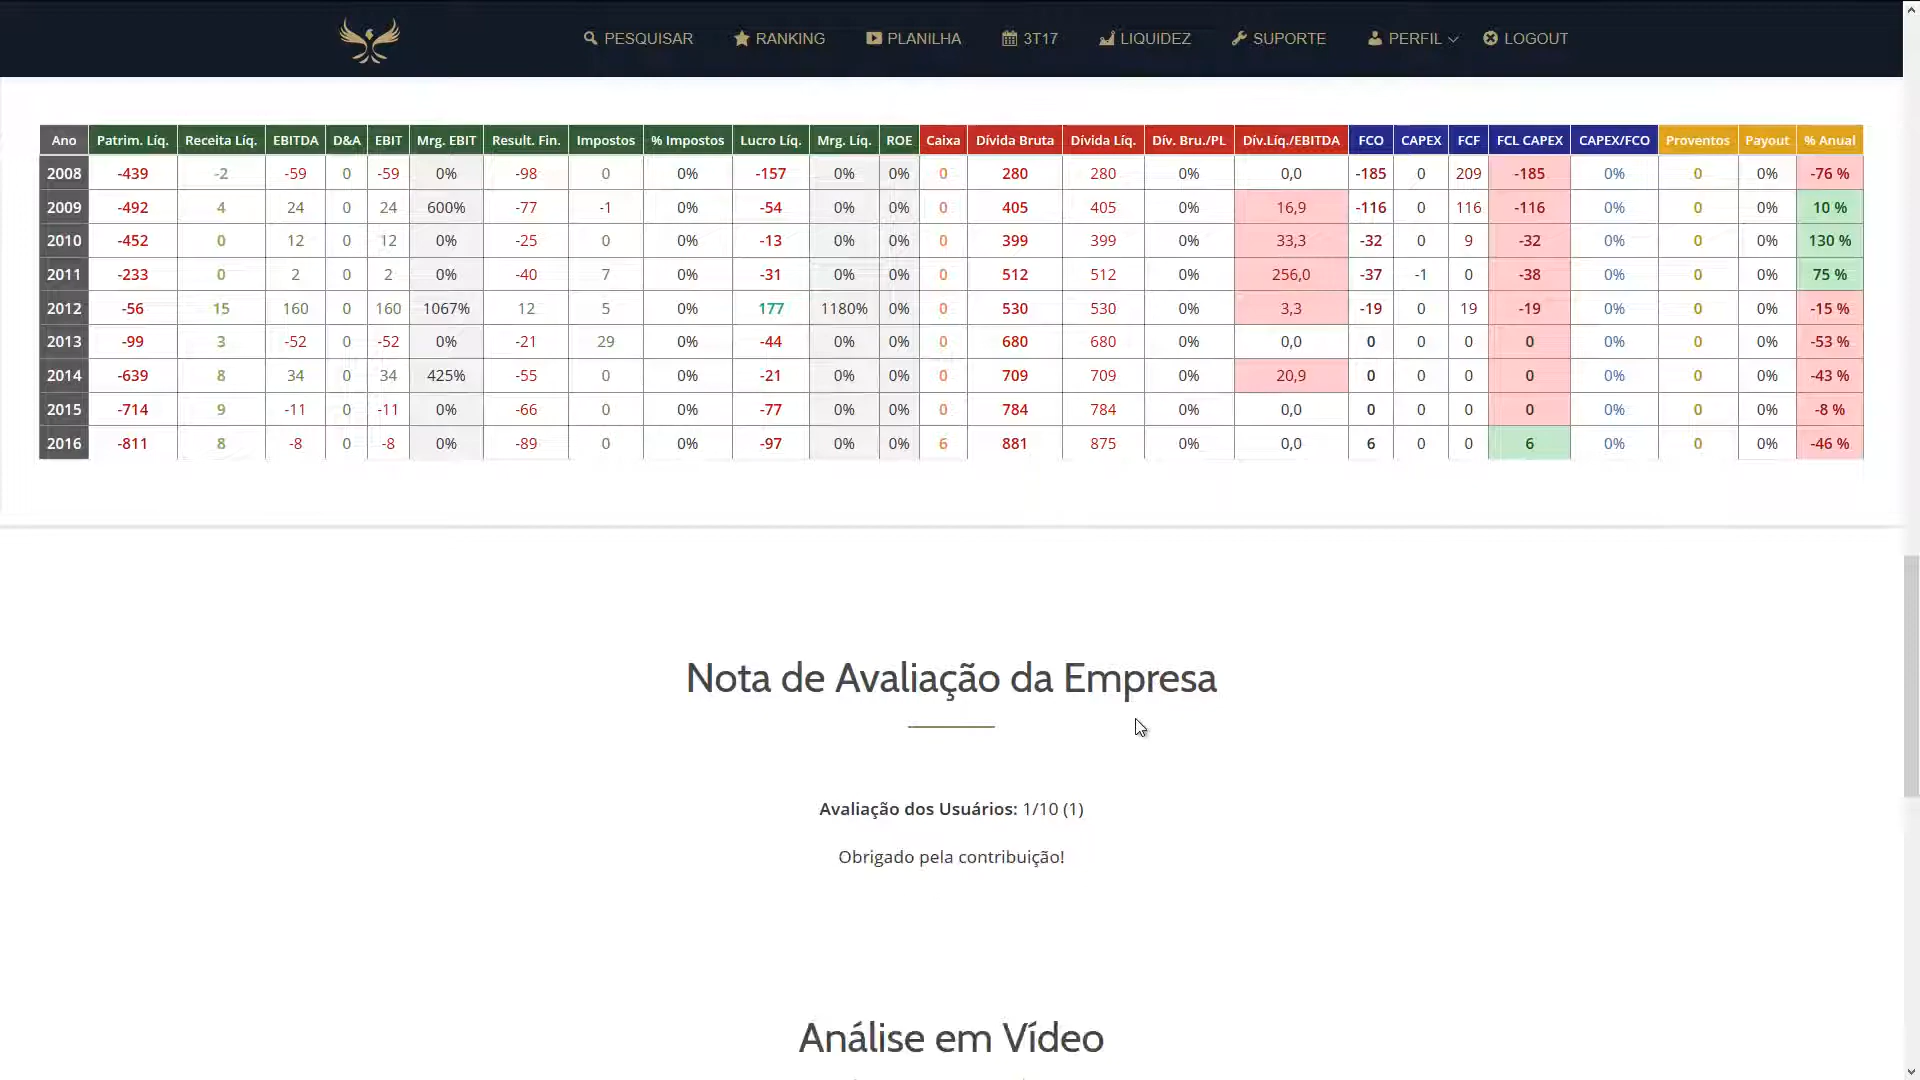 PESQUISAR RANKING PLANILHA 3T17 LIQUIDEZ SUPORTE PERFIL LOGOUT
Ano Patrim. Líq. Receita Líq. EBITDA D&A EBIT Mrg. EBIT Result. Fin. Impostos % Impostos Lucro Líq. Mrg. Líq. ROE Caixa Dívida Bruta Dívida Líq. Dív. Bru./PL Dív.Líq./EBITDA FCO CAPEX FCF FCL CAPEX CAPEX/FCO Proventos Payout % Anual
2008 -439 -2 -59 0 -59 0% -98 0 0% -157 0% 0% 0 280 280 0% 0,0 -185 0 209 -185 0% 0 0% -76 %
2009 -492 4 24 0 24 600% -77 -1 0% -54 0% 0% 0 405 405 0% 16,9 -116 0 116 -116 0% 0 0% 10 %
2010 -452 0 12 0 12 0% -25 0 0% -13 0% 0% 0 399 399 0% 33,3 -32 0 9 -32 0% 0 0% 130 %
2011 -233 0 2 0 2 0% -40 7 0% -31 0% 0% 0 512 512 0% 256,0 -37 -1 0 -38 0% 0 0% 75 %
2012 -56 15 160 0 160 1067% 12 5 0% 177 1180% 0% 0 530 530 0% 3,3 -19 0 19 -19 0% 0 0% -15 %
2013 -99 3 -52 0 -52 0% -21 29 0% -44 0% 0% 0 680 680 0% 0,0 0 0 0 0 0% 0 0% -53 %
2014 -639 8 34 0 34 425% -55 0 0% -21 0% 0% 0 709 709 0% 20,9 0 0 0 0 0% 0 0% -43 %
2015 -714 9 -11 0 -11 0% -66 0 0% -77 0% 0% 0 784 784 0% 0,0 0 0 0 0 0% 0 0% -8 %
2016 -811 8 -8 0 -8 0% -89 0 0% -97 0% 0% 6 881 875 0% 0,0 6 0 0 6 0% 0 0% -46 %
Nota de Avaliação da Empresa
Avaliação dos Usuários: 1/10 (1)
Obrigado pela contribuição!
Análise em Vídeo